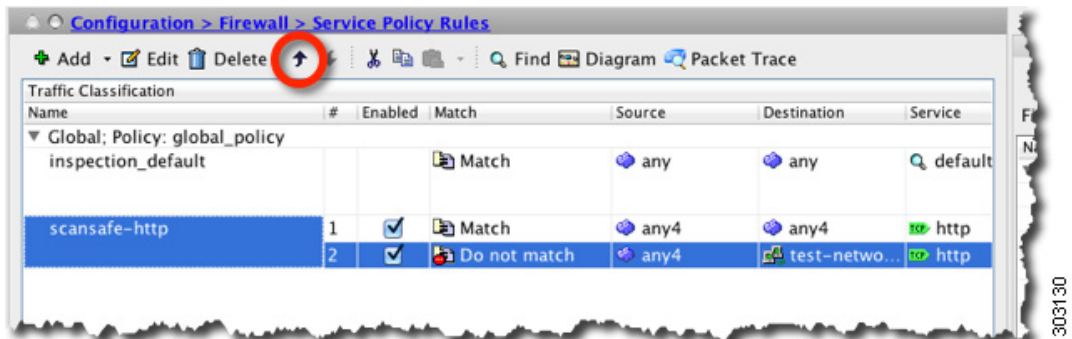 Configuration > Firewall > Service Policy Rules
Add Edit Delete Find Diagram Packet Trace
Traffic Classification
Name # Enabled Match Source Destination Service
Global; Policy: global_policy
inspection_default Match any any default
scansafe-http 1 Match any4 any4 TCP http
2 Do not match any4 test-netwo... TCP http
303130